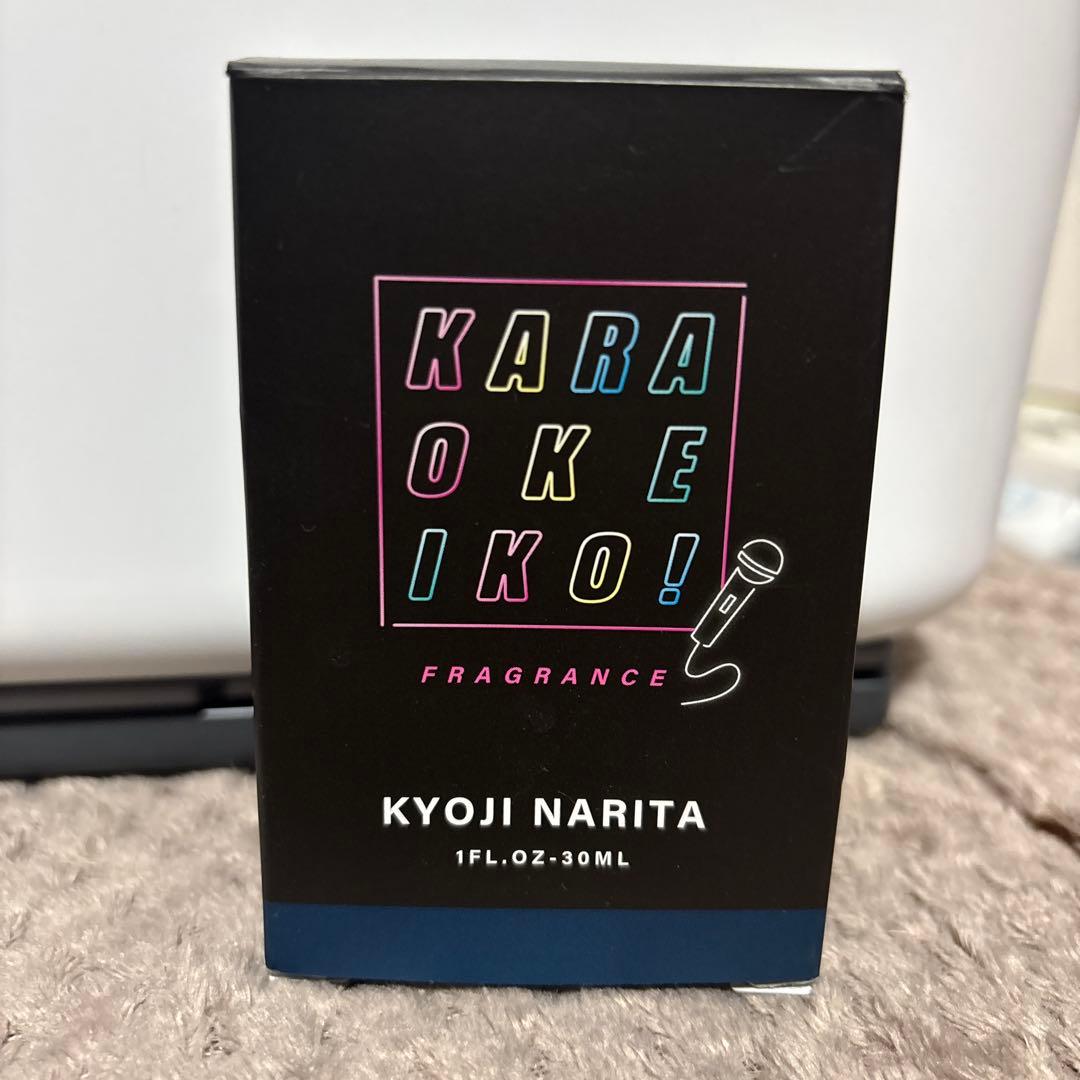 KARA
OKE
IKO!
FRAGRANCE
KYOJI NARITA
1FL.OZ-30ML